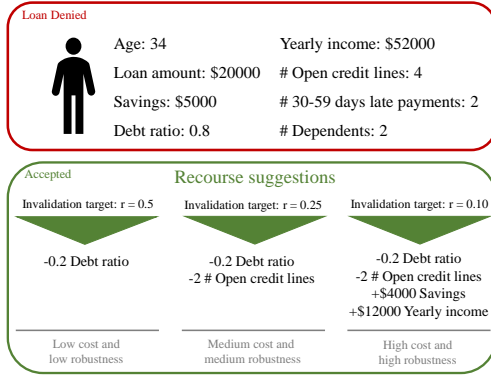 Loan Denied
Age: 34
Yearly income: $52000
Loan amount: $20000
# Open credit lines: 4
Savings: $5000
# 30-59 days late payments: 2
Debt ratio: 0.8
# Dependents: 2
Accepted
Recourse suggestions
Invalidation target: r = 0.5
-0.2 Debt ratio
Low cost and
low robustness
Invalidation target: r = 0.25
-0.2 Debt ratio
-2 # Open credit lines
Medium cost and
medium robustness
Invalidation target: r = 0.10
-0.2 Debt ratio
-2 # Open credit lines
+$4000 Savings
+$12000 Yearly income
High cost and
high robustness